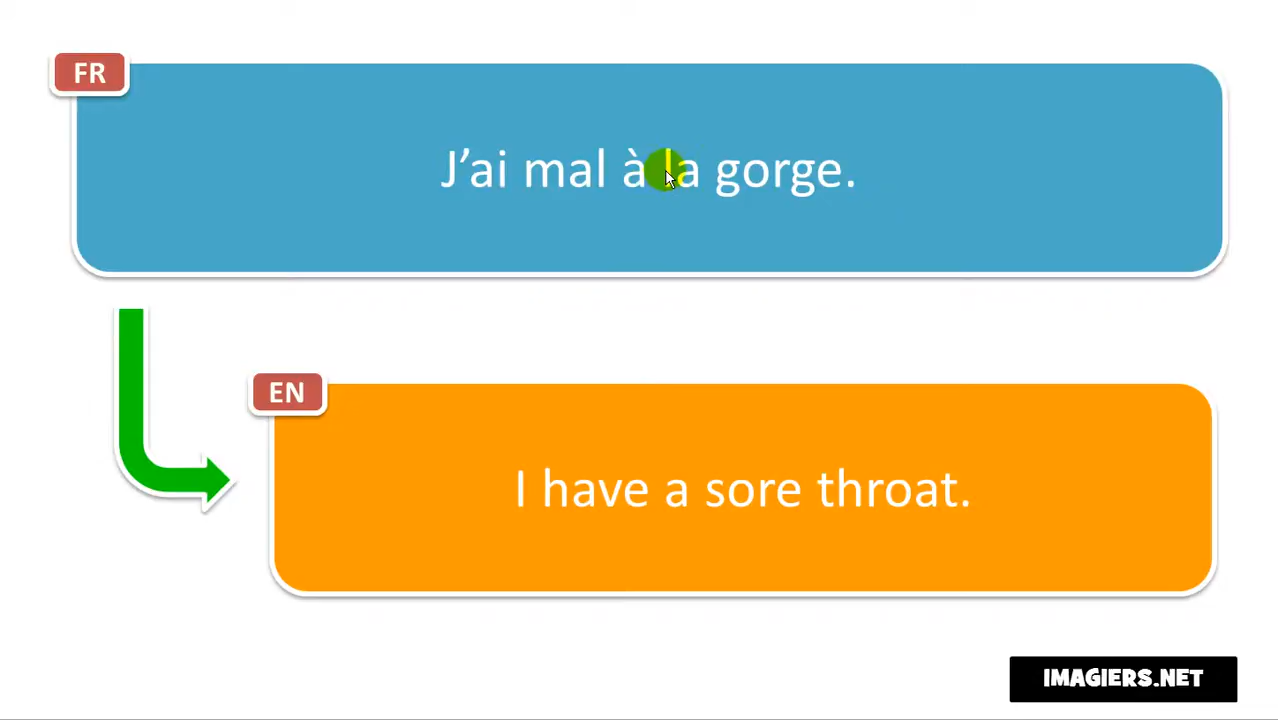 FR
J’ai mal à la gorge.
EN
I have a sore throat.
IMAGIERS.NET